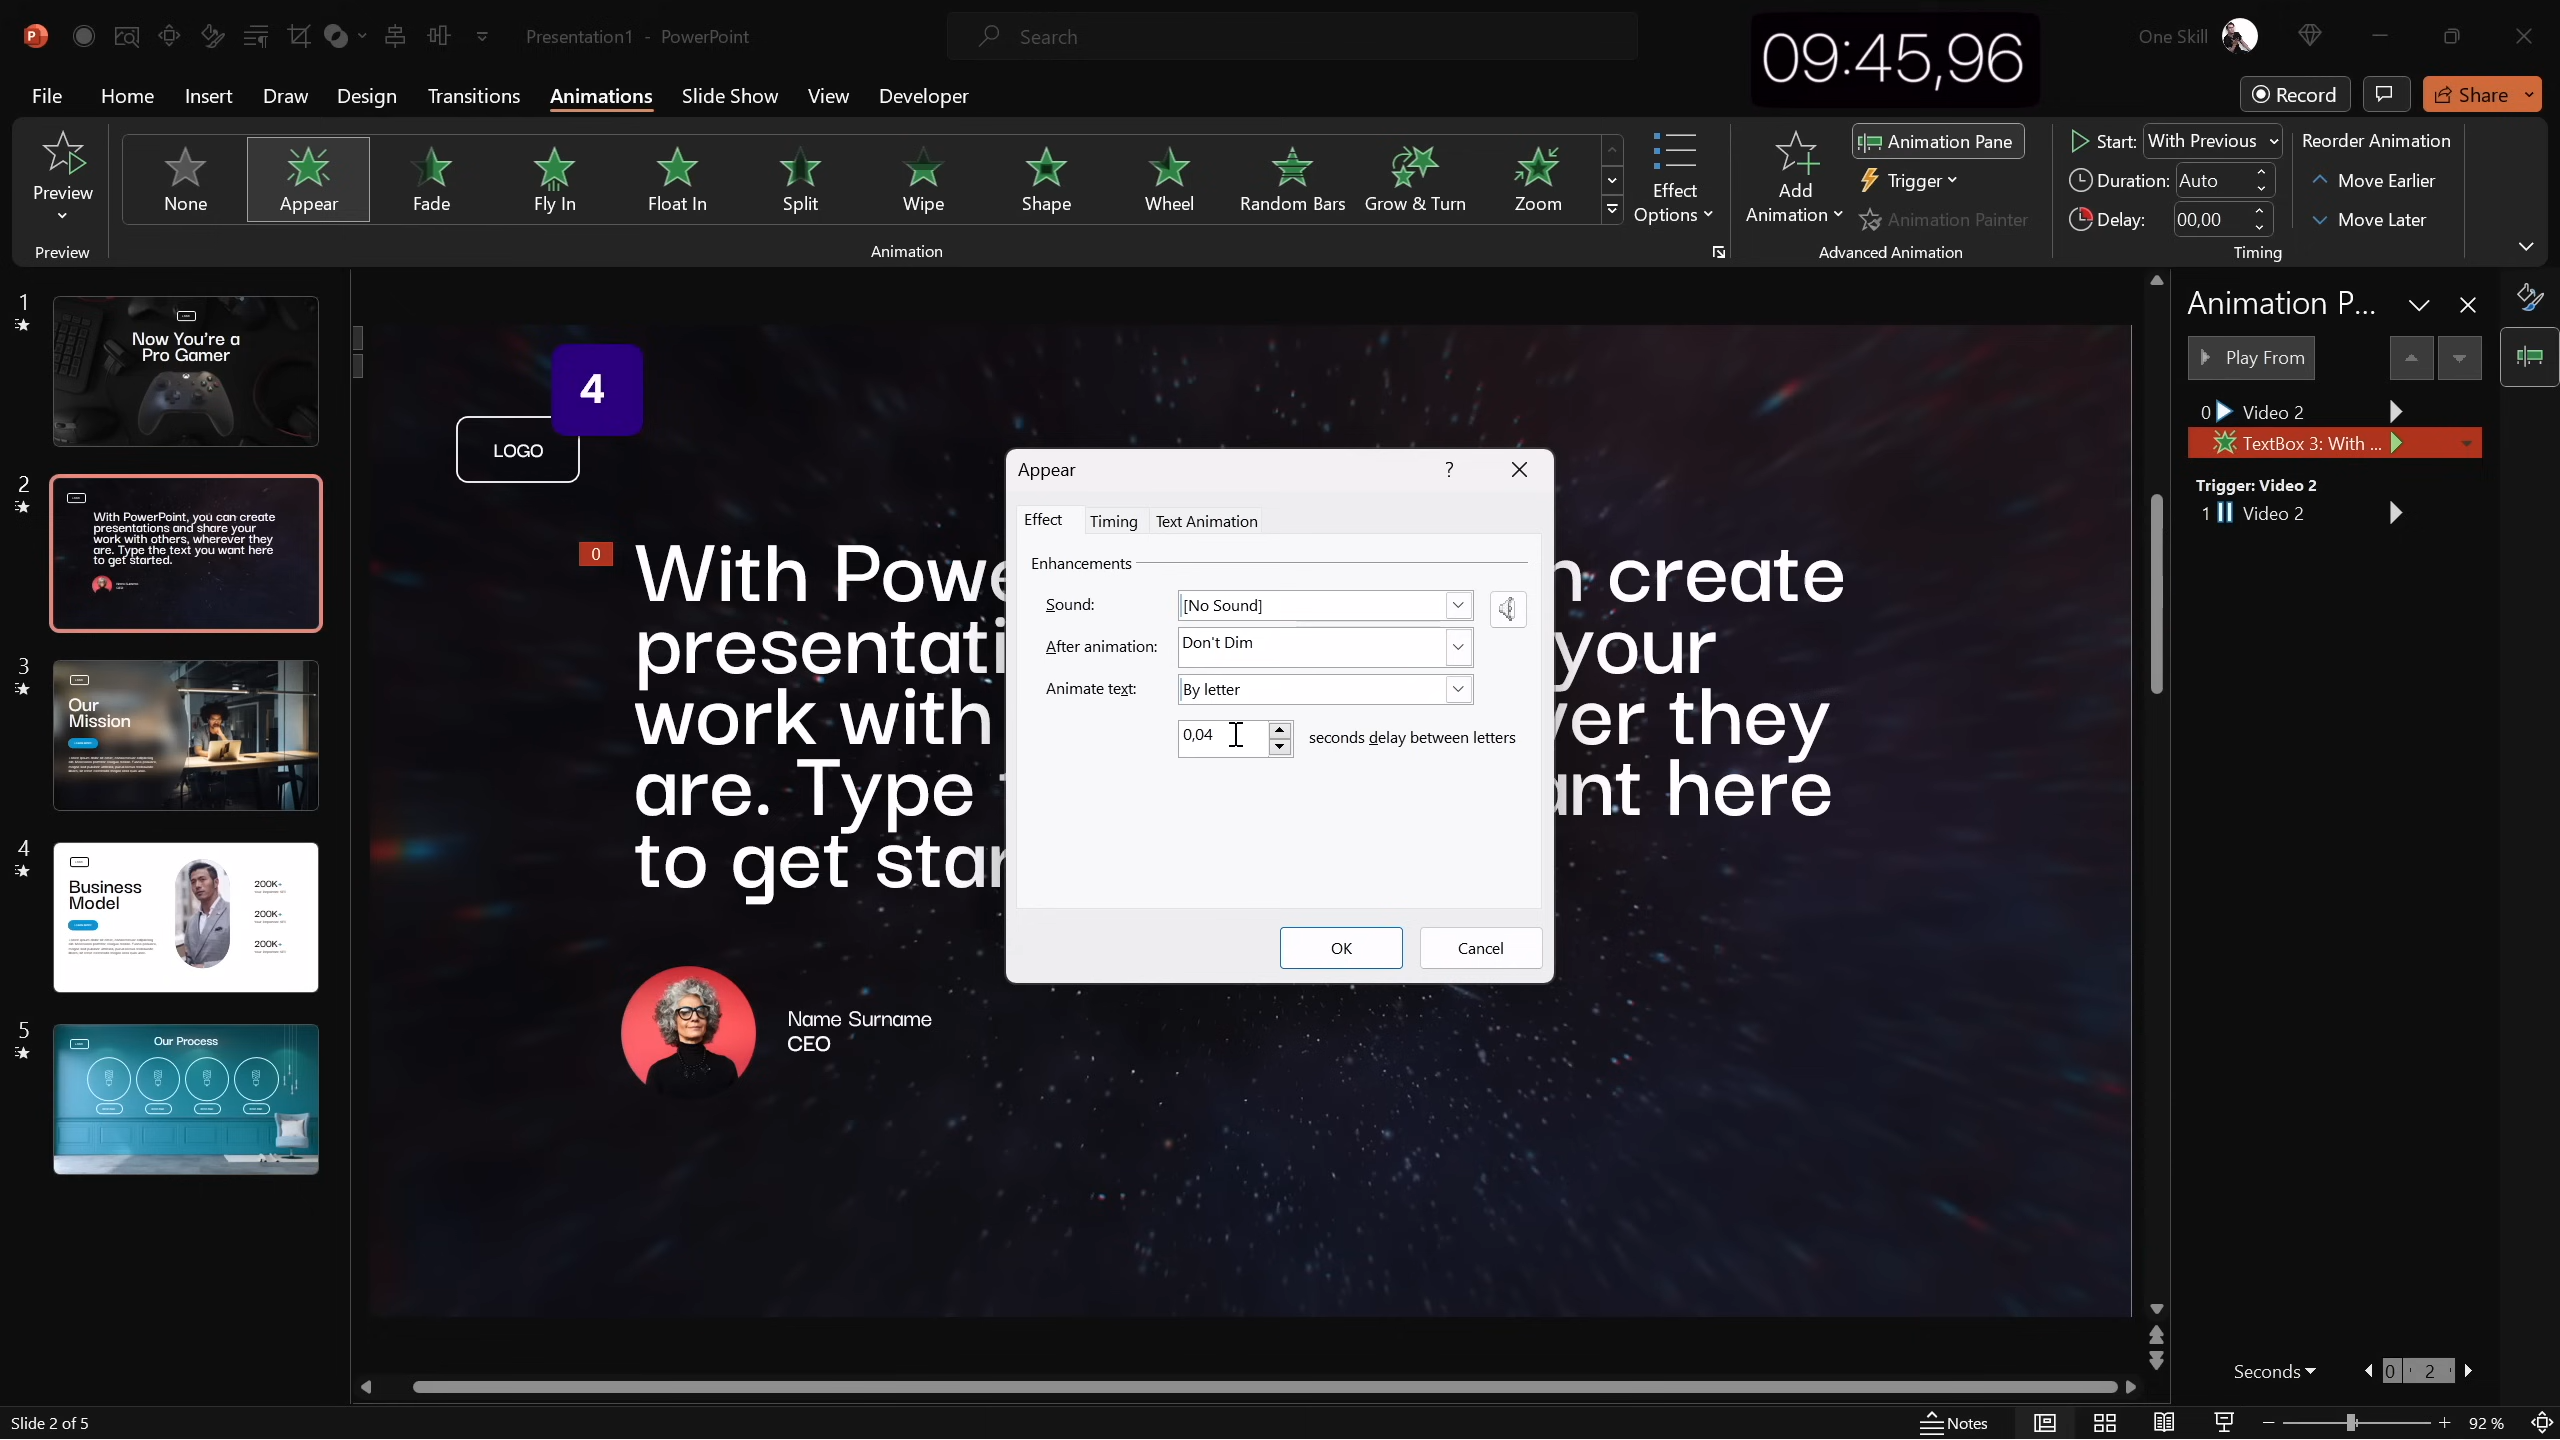 Presentation1 - PowerPoint
Search
09:45,96
One Skill
File
Home
Insert
Draw
Design
Transitions
Animations
Slide Show
View
Developer
Record
Share
Preview
None
Appear
Fade
Fly In
Float In
Split
Wipe
Shape
Wheel
Random Bars
Grow & Turn
Zoom
Effect
Options
Add
Animation
Animation Pane
Trigger
Animation Painter
Start: With Previous
Duration: Auto
Delay: 00,00
Reorder Animation
Move Earlier
Move Later
Preview
Animation
Advanced Animation
Timing
1
Now You're a
Pro Gamer
2
With PowerPoint, you can create
presentations and share your
work with others, wherever they
are. Type the text you want here
to get started.
3
Our
Mission
4
Business
Model
200K+
200K+
200K+
5
Our Process
4
LOGO
0
With Powe
n create
presentati
your
work with
ver they
are. Type
ant here
to get star
Name Surname
CEO
Appear
?
Effect
Timing
Text Animation
Enhancements
Sound:
[No Sound]
After animation:
Don't Dim
Animate text:
By letter
0,04
seconds delay between letters
OK
Cancel
Animation P...
Play From
0 Video 2
TextBox 3: With ...
Trigger: Video 2
1 Video 2
Seconds
0 2
Slide 2 of 5
Notes
92 %